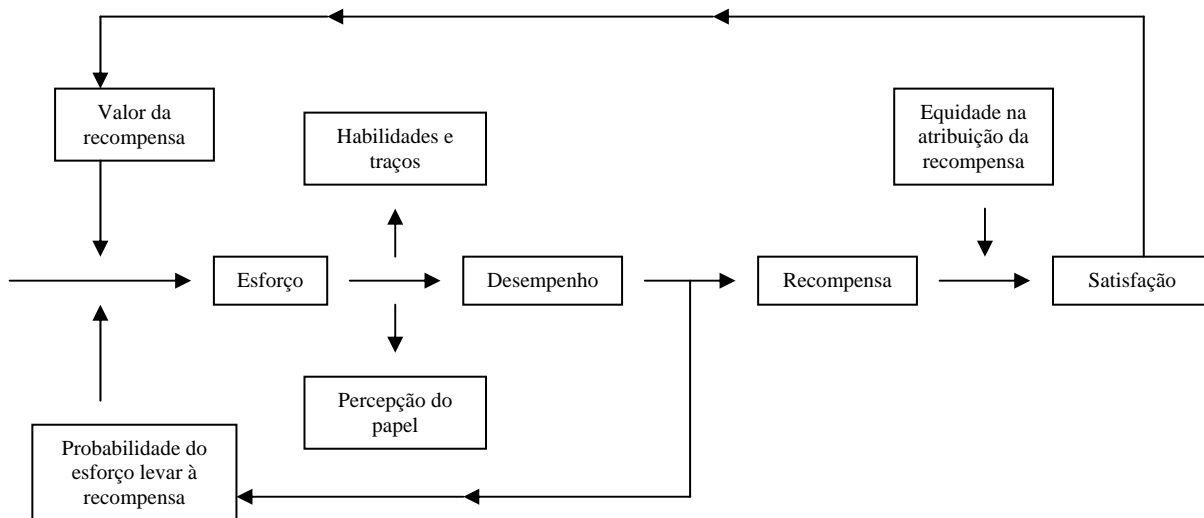 Valor da
recompensa
Habilidades e
traços
Equidade na
atribuição da
recompensa
Esforço
Desempenho
Recompensa
Satisfação
Percepção do
papel
Probabilidade do
esforço levar à
recompensa